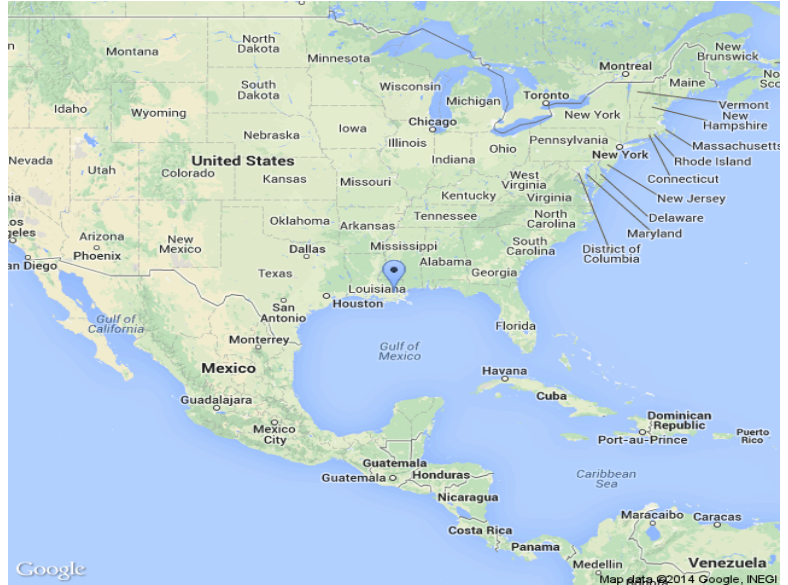 Montana
North
Dakota
Minnesota
Montreal
New
Brunswick
Maine
South
Dakota
Wisconsin
Michigan
Toronto
Vermont
New
Hampshire
Idaho
Wyoming
Iowa
Chicago
New York
Nebraska
Illinois
Ohio
Pennsylvania
Massachusetts
Nevada
United States
Indiana
New York
Rhode Island
Utah
Colorado
Kansas
Missouri
West
Virginia
Connecticut
Kentucky
Virginia
New Jersey
Oklahoma
Arkansas
Tennessee
North
Carolina
Delaware
Maryland
Arizona
New
Mexico
Dallas
Mississippi
South
Carolina
District of
Columbia
Phoenix
an Diego
Texas
Alabama
Georgia
Louisiana
Houston
San
Antonio
Gulf of
California
Florida
Monterrey
Gulf of
Mexico
Mexico
Havana
Cuba
Guadalajara
Mexico
City
Dominican
Republic
Port-au-Prince
Puerto
Rico
Guatemala
Guatemala
Honduras
Caribbean
Sea
Nicaragua
Maracaibo
Caracas
Costa Rica
Panama
Medellin
Venezuela
Google
Map data ©2014 Google, INEGI